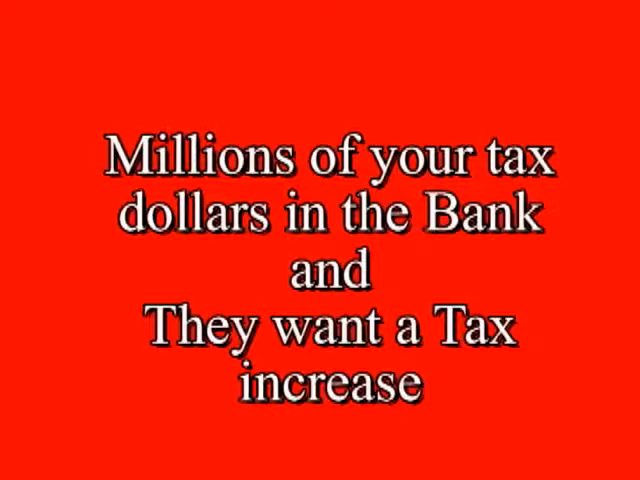 Millions of your tax
dollars in the Bank
and
They want a Tax
increase